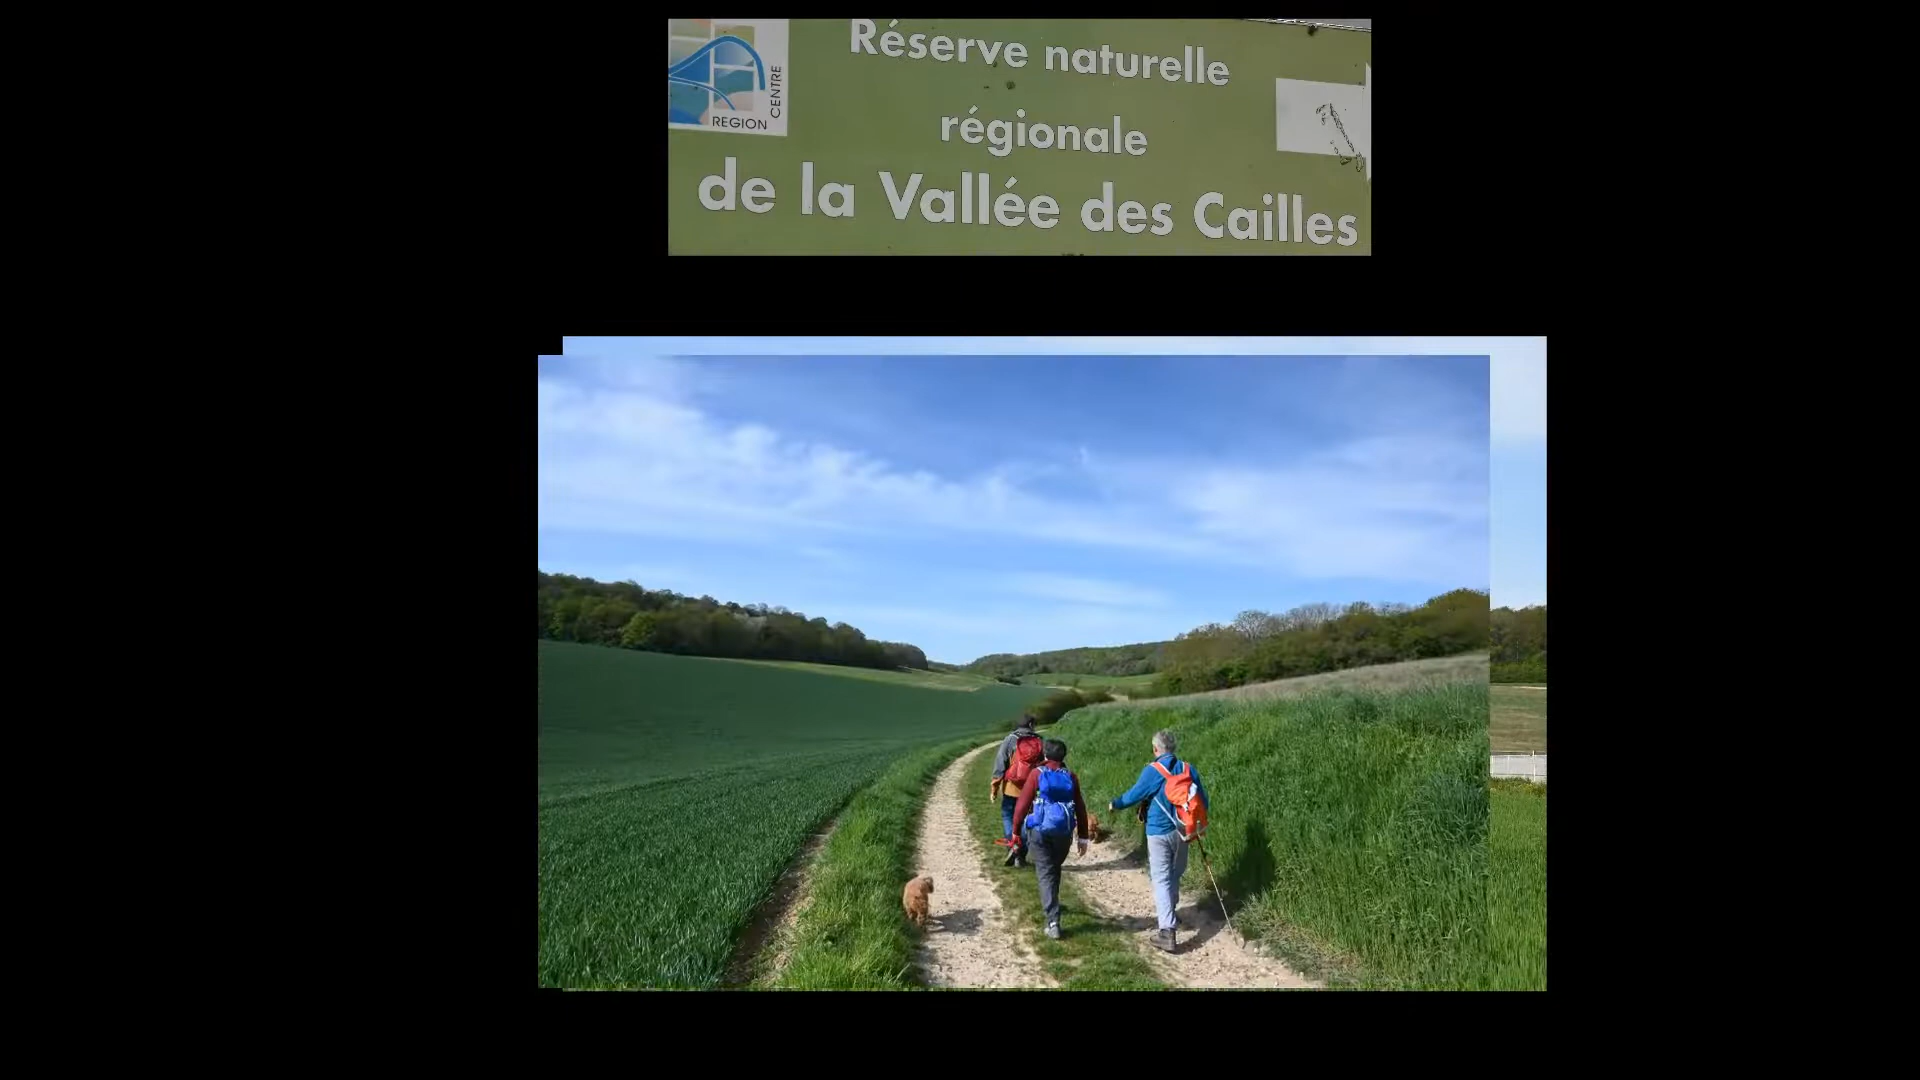 Réserve naturelle
REGION
CENTRE
régionale
de la Vallée des Cailles